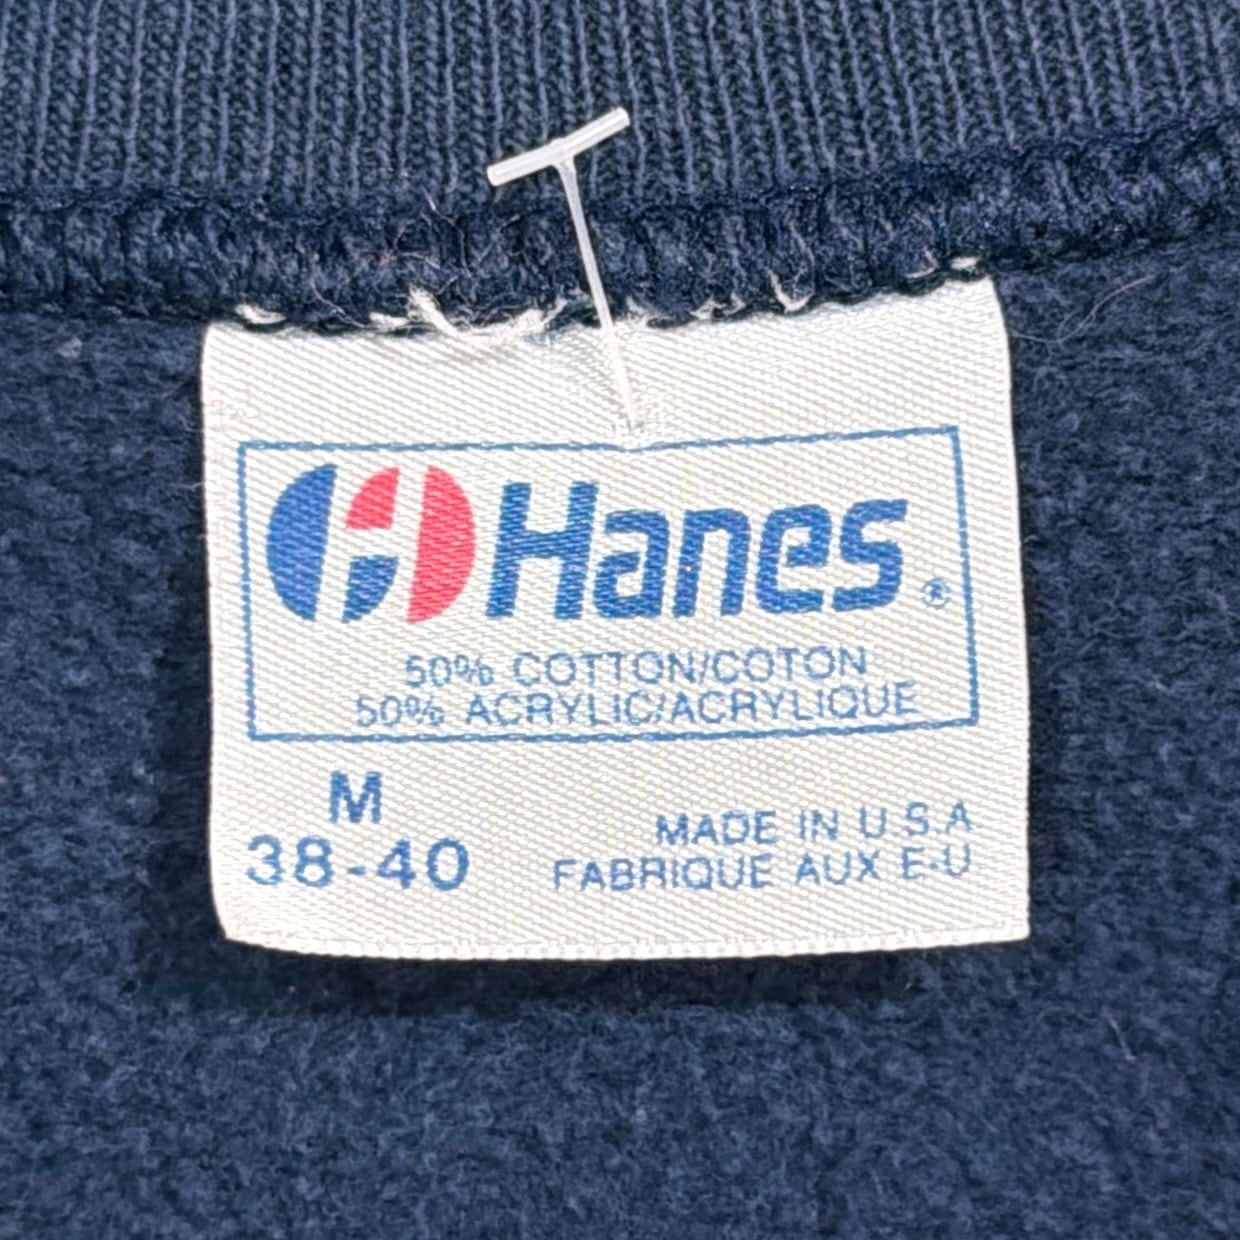 Hanes®
50% COTTON/COTON
50% ACRYLIC/ACRYLIQUE
M
38-40
MADE IN U.S.A
FABRIQUE AUX E-U